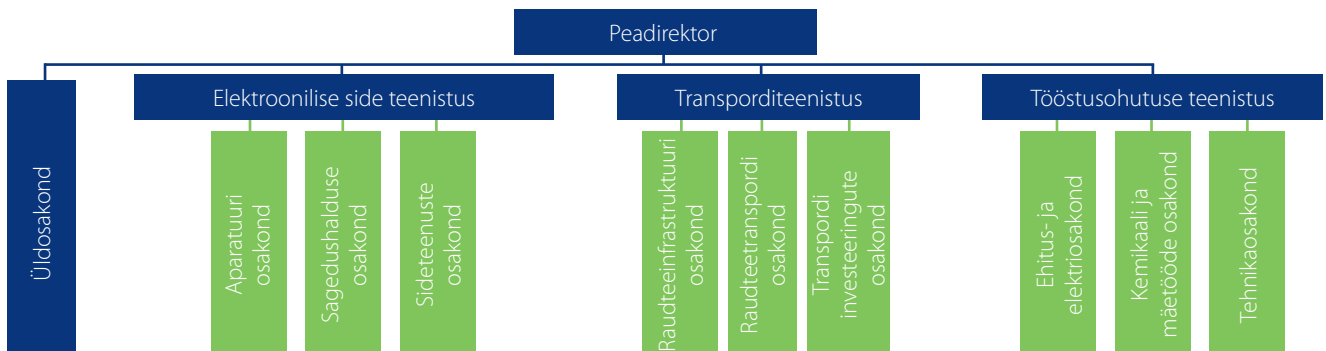 Peadirektor
Üldosakond
Elektroonilise side teenistus
Aparatuuri
osakond
Sagedushalduse
osakond
Sideteenuste
osakond
Transporditeenistus
Raudteeinfrastruktuuri
osakond
Raudteetranspordi
osakond
Transpordi
investeeringute
osakond
Tööstusohutuse teenistus
Ehitus- ja
elektriosakond
Kemikaali ja
mäetööde osakond
Tehnikaosakond